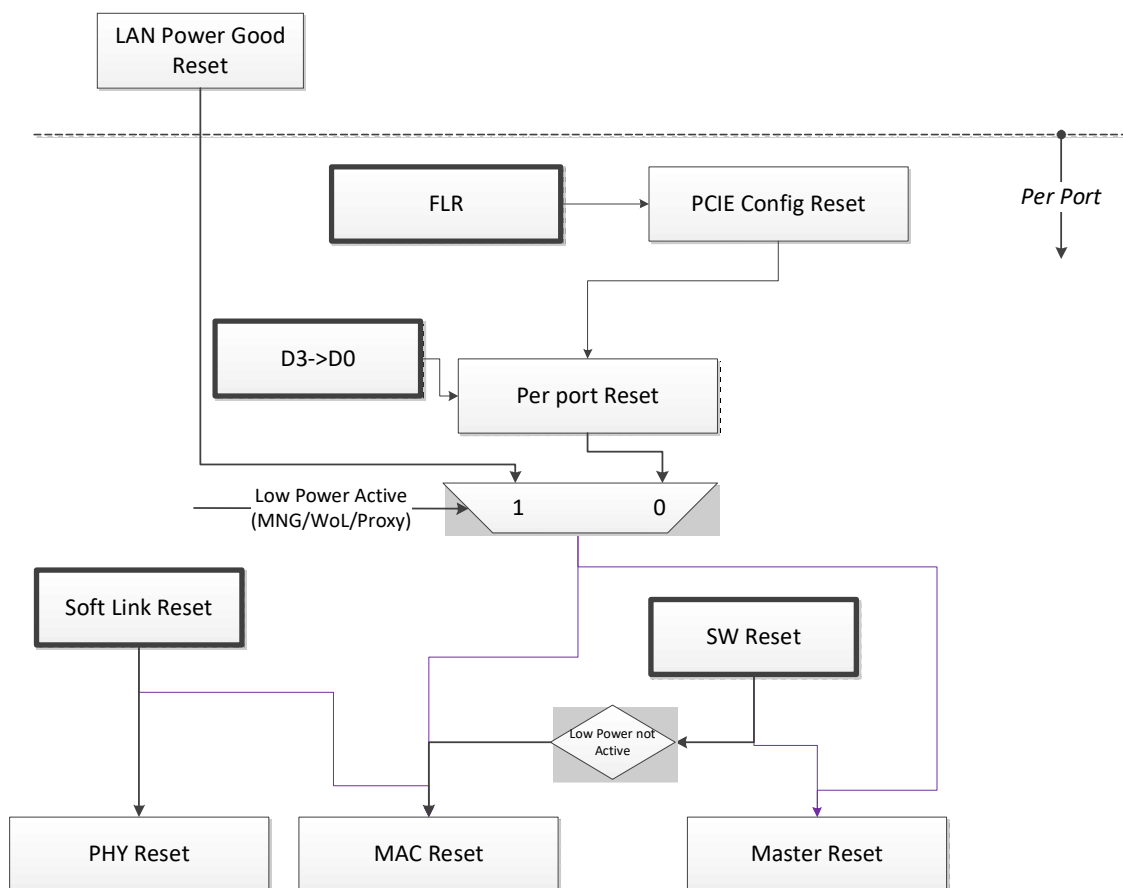 LAN Power Good
Reset
FLR
PCIE Config Reset
Per Port
D3->D0
Per port Reset
Low Power Active
(MNG/WoL/Proxy)
1
0
Soft Link Reset
SW Reset
Low Power not
Active
PHY Reset
MAC Reset
Master Reset